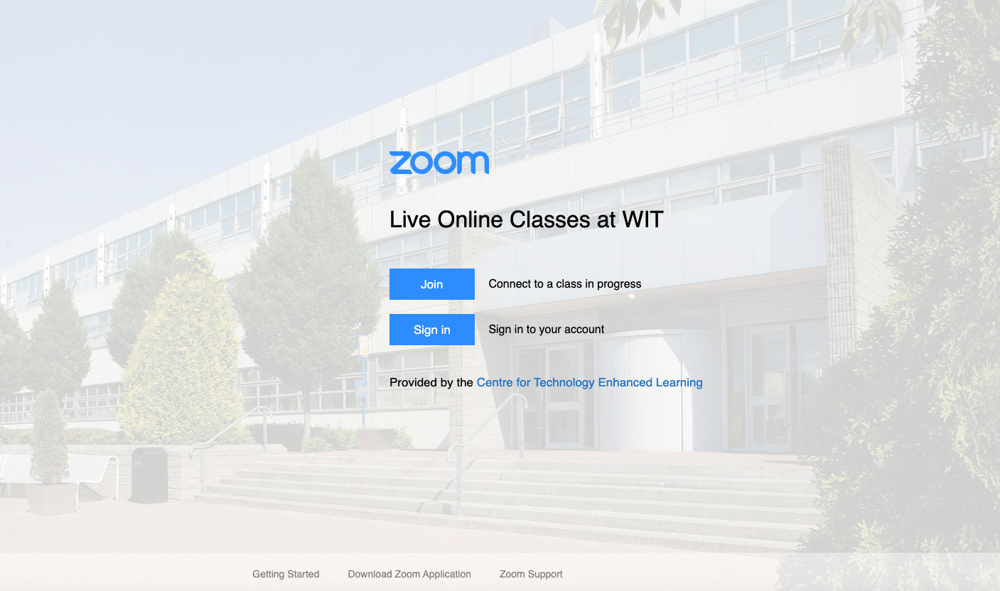 zoom
Live Online Classes at WIT
Join Connect to a class in progress
Sign in Sign in to your account
Provided by the Centre for Technology Enhanced Learning
Getting Started Download Zoom Application Zoom Support